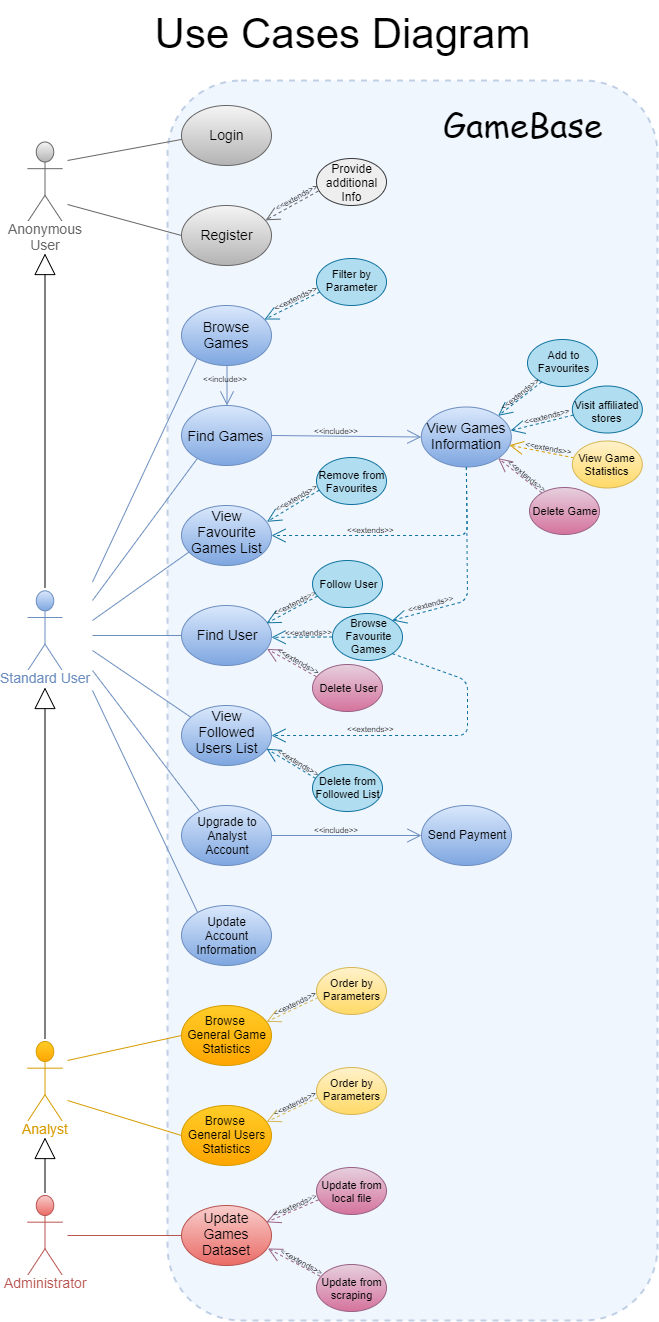 Use Cases Diagram
GameBase
Login
Provide
additional
Info
<<extends>>
Anonymous
User
Register
Filter by
Parameter
<<extends>>
Browse
Games
<<include>>
Add to
Favourites
<<extends>>
Visit affiliated
stores
<<extends>>
Find Games
<<include>>
View Games
Information
<<extends>>
View Game
Statistics
<<extends>>
Delete Game
Remove from
Favourites
<<extends>>
View
Favourite
Games List
<<extends>>
Follow User
<<extends>>
<<extends>>
Standard User
Find User
<<extends>>
Browse
Favourite
Games
<<extends>>
Delete User
View
Followed
Users List
<<extends>>
<<extends>>
Delete from
Followed List
Upgrade to
Analyst
Account
<<include>>
Send Payment
Update
Account
Information
Order by
Parameters
<<extends>>
Browse
General Game
Statistics
Order by
Parameters
<<extends>>
Analyst
Browse
General Users
Statistics
Update from
local file
<<extends>>
Update
Games
Dataset
<<extends>>
Administrator
Update from
scraping